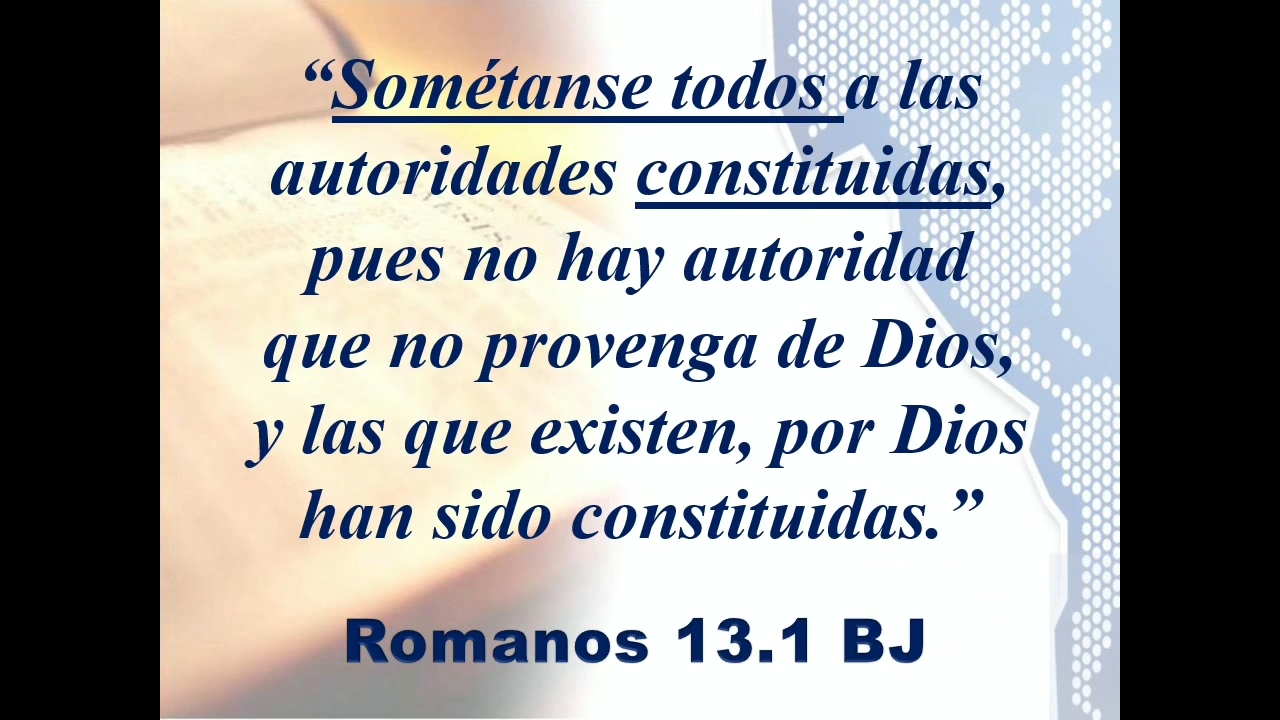 “Sométanse todos a las
autoridades constituidas,
pues no hay autoridad
que no provenga de Dios,
y las que existen, por Dios
han sido constituidas.”
Romanos 13.1 BJ